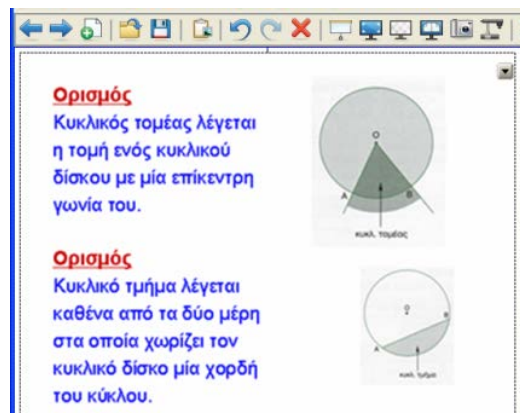 Ορισμός
Κυκλικός τομέας λέγεται
η τομή ενός κυκλικού
δίσκου με μία επίκεντρη
γωνία του.
O
A
B
κυκλ. τομέας
Ορισμός
Κυκλικό τμήμα λέγεται
καθένα από τα δύο μέρη
στα οποία χωρίζει τον
κυκλικό δίσκο μία χορδή
του κύκλου.
O
B
A
κυκλ. τμήμα